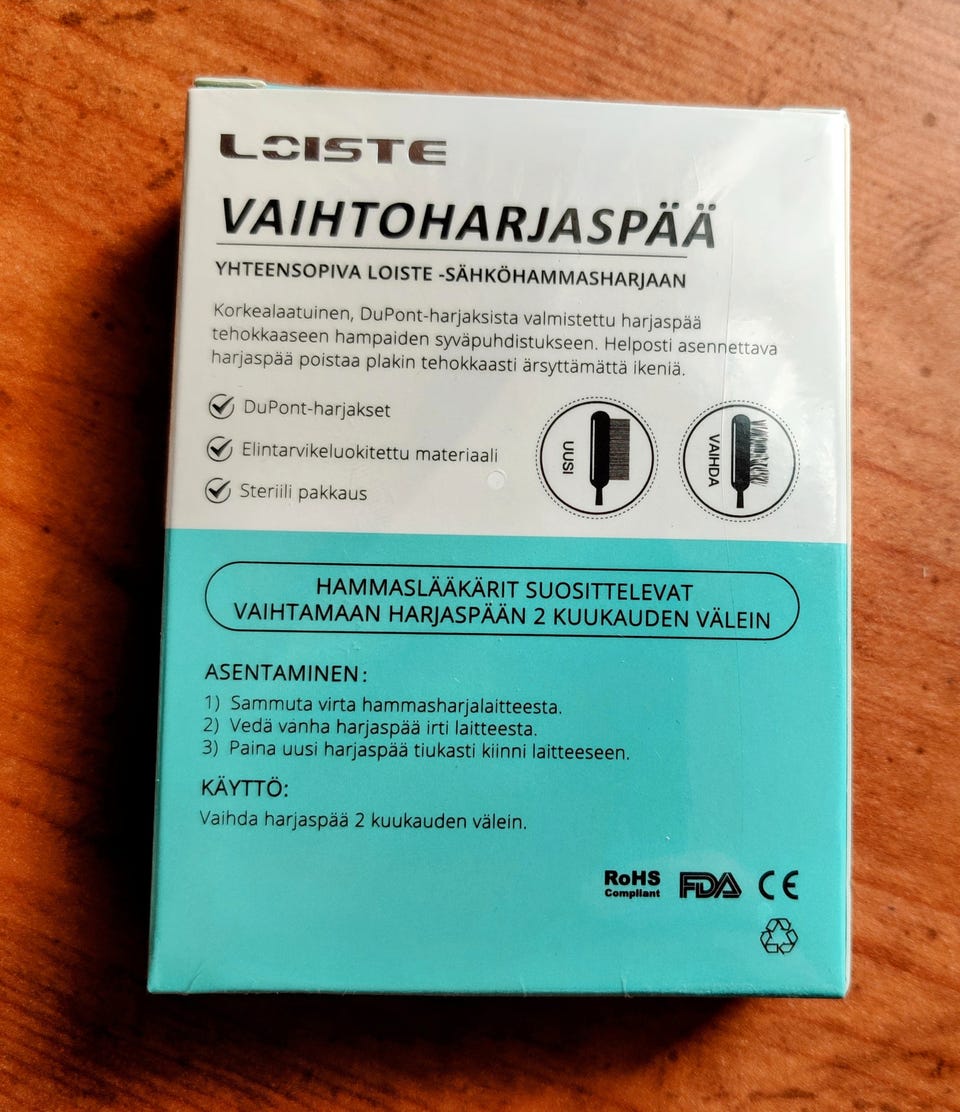 LOISTE
VAIHTOHARJASPÄÄ
YHTEENSOPIVA LOISTE -SÄHKÖHAMMASHARJAAN
Korkealaatuinen, DuPont-harjaksista valmistettu harjaspää
tehokkaaseen hampaiden syväpuhdistukseen. Helposti asennettava
harjaspää poistaa plakin tehokkaasti ärsyttämättä ikeniä.
DuPont-harjakset
Elintarvikeluokitettu materiaali
Steriili pakkaus
UUSI
VAIHDA
HAMMASLÄÄKÄRIT SUOSITTELEVAT
VAIHTAMAAN HARJASPÄÄN 2 KUUKAUDEN VÄLEIN
ASENTAMINEN:
1) Sammuta virta hammasharjalaitteesta.
2) Vedä vanha harjaspää irti laitteesta.
3) Paina uusi harjaspää tiukasti kiinni laitteeseen.
KÄYTTÖ:
Vaihda harjaspää 2 kuukauden välein.
RoHS FDA CE
Compliant